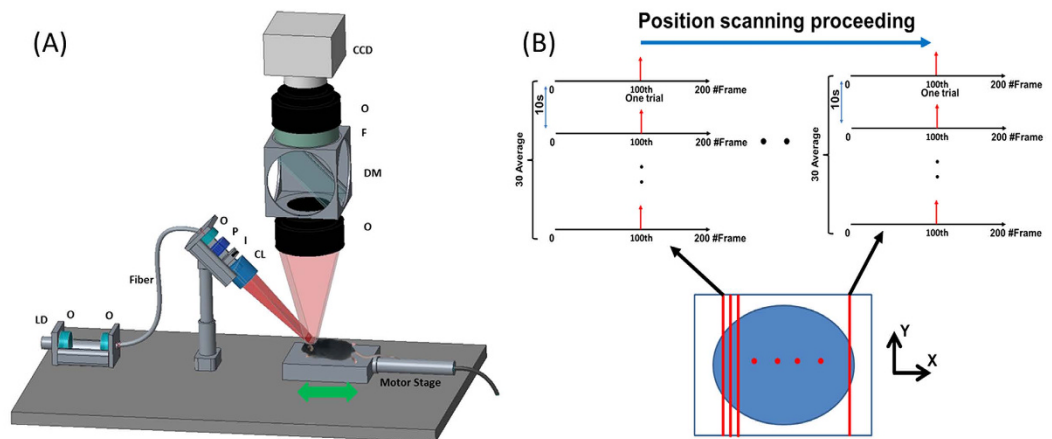 (A)
CCD
O
F
DM
O
O
P
I
CL
Fiber
LD
O
O
Motor Stage
(B)
Position scanning proceeding
30 Average
10s
0
100th
200 #Frame
One trial
0
100th
200 #Frame
0
100th
200 #Frame
30 Average
10s
0
100th
200 #Frame
One trial
0
100th
200 #Frame
0
100th
200 #Frame
Y
X